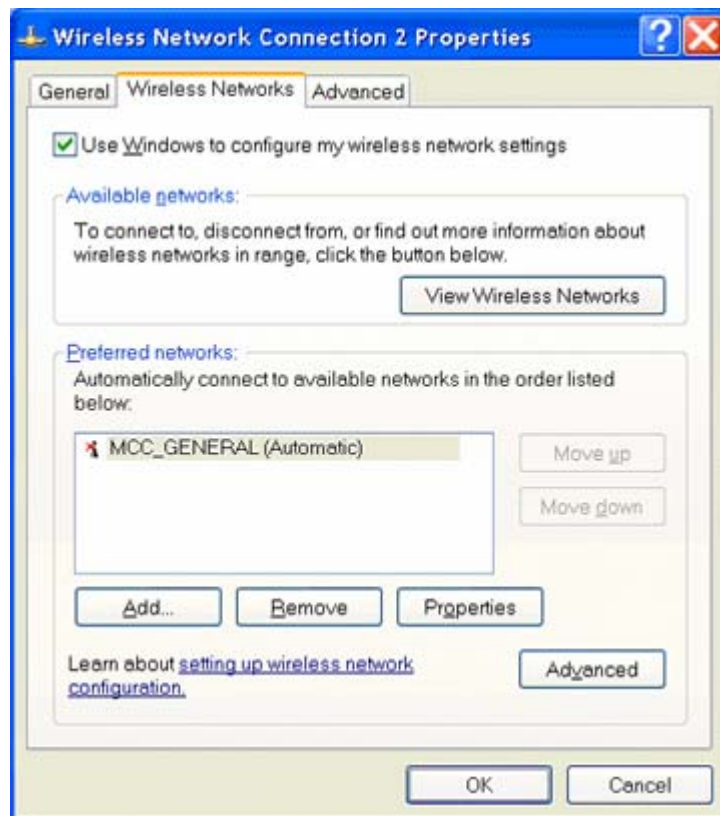 Wireless Network Connection 2 Properties
General Wireless Networks Advanced
Use Windows to configure my wireless network settings
Available networks:
To connect to, disconnect from, or find out more information about
wireless networks in range, click the button below.
View Wireless Networks
Preferred networks:
Automatically connect to available networks in the order listed
below:
MCC_GENERAL (Automatic)
Move up
Move down
Add... Remove Properties
Learn about setting up wireless network
configuration.
Advanced
OK Cancel